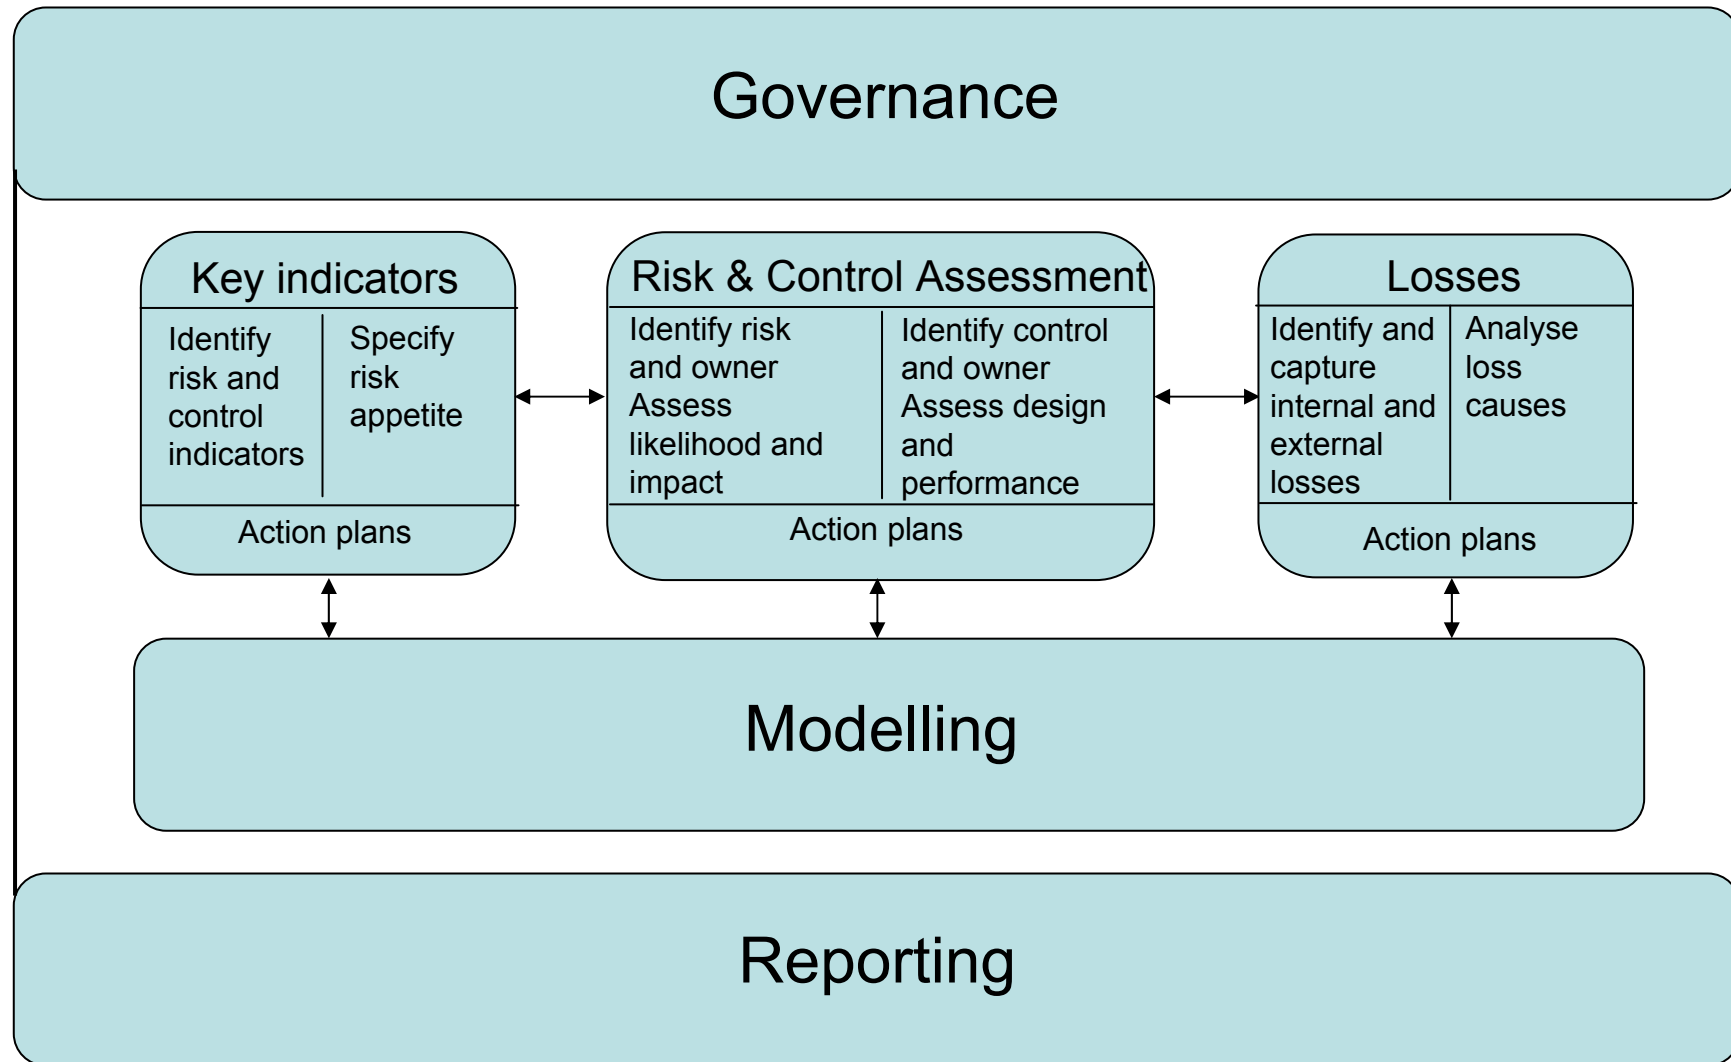 Governance
Key indicators
Identify
risk and
control
indicators
Specify
risk
appetite
Action plans
Risk & Control Assessment
Identify risk
and owner
Assess
likelihood and
impact
Identify control
and owner
Assess design
and
performance
Action plans
Losses
Identify and
capture
internal and
external
losses
Analyse
loss
causes
Action plans
Modelling
Reporting